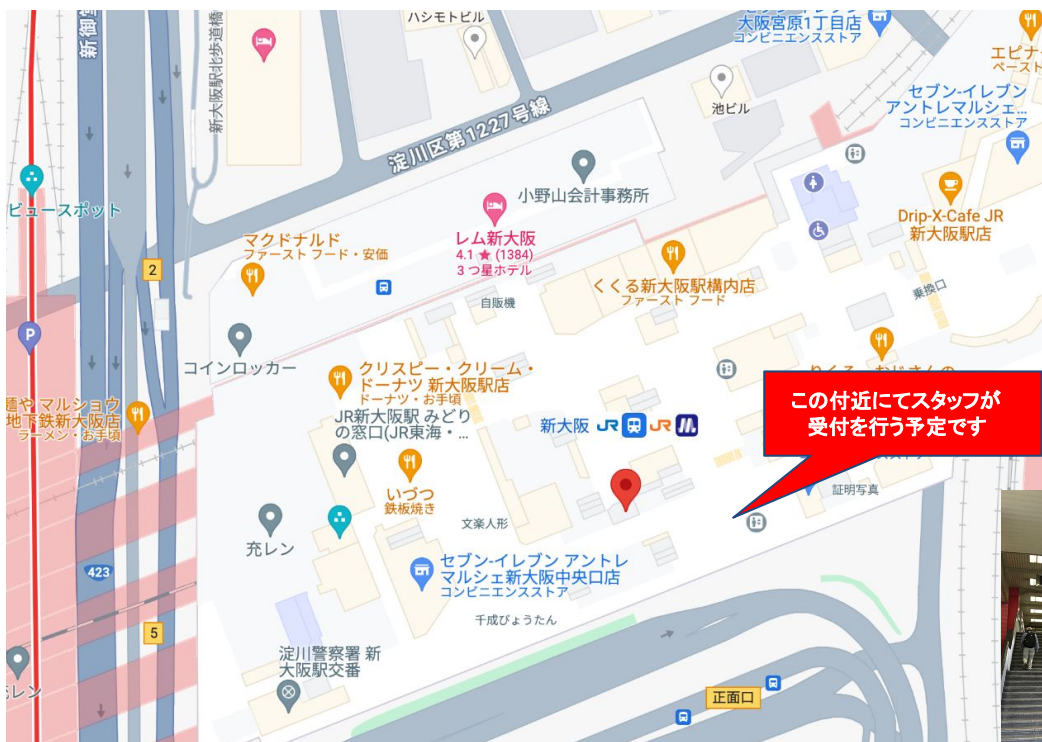 ハシモトビル
大阪宮原1丁目店
コンビニエンスストア
新御
新大阪駅北歩道橋
池ビル
エピナ
ベースト
セブン-イレブン
アントレマルシェ…
コンビニエンスストア
淀川区第1227号線
小野山会計事務所
ビュースポット
マクドナルド
ファースト フード・安価
レム新大阪
4.1 ★ (1384)
3 つ星ホテル
Drip-X-Cafe JR
新大阪駅店
2
くくる新大阪駅構内店
ファースト フード
自販機
乗換口
P
コインロッカー
クリスピー・クリーム・
ドーナツ 新大阪駅店
ドーナツ・お手頃
麺や マルショウ
地下鉄新大阪店
ラーメン・お手頃
JR新大阪駅 みどり
の窓口(JR東海・…
この付近にてスタッフが
受付を行う予定です
新大阪 JR JR
いづつ
鉄板焼き
証明写真
文楽人形
充レン
セブン-イレブン アントレ
マルシェ新大阪中央口店
コンビニエンスストア
423
千成びょうたん
5
淀川警察署 新
大阪駅交番
レン
正面口